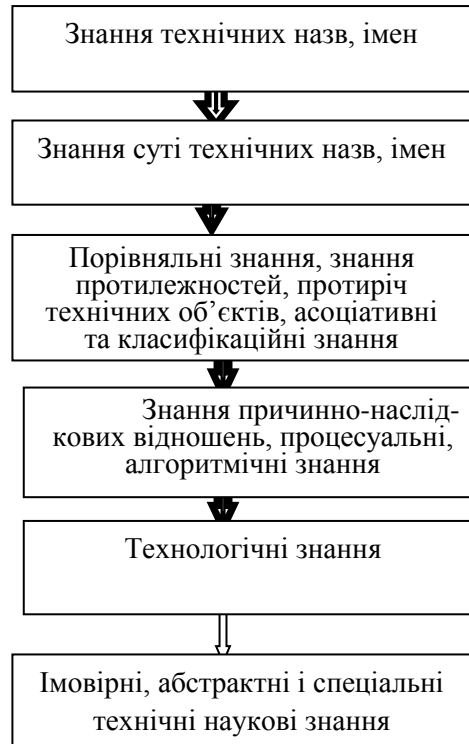 Знання технічних назв, імен
Знання суті технічних назв, імен
Порівняльні знання, знання
протилежностей, протиріч
технічних об’єктів, асоціативні
та класифікаційні знання
Знання причинно-наслід-
кових відношень, процесуальні,
алгоритмічні знання
Технологічні знання
Імовірні, абстрактні і спеціальні
технічні наукові знання